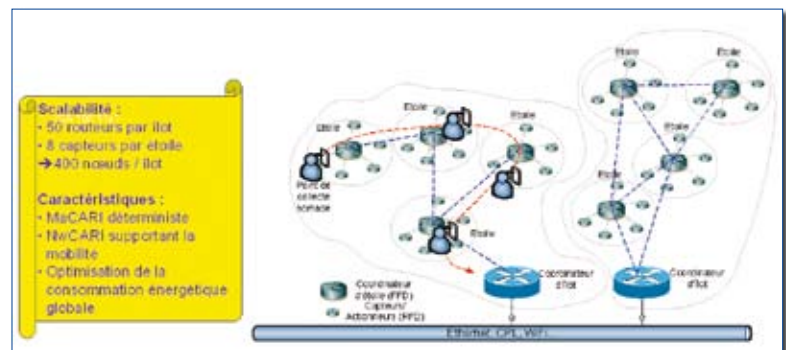 Scalabilité :
• 50 routeurs par îlot
• 8 capteurs par étoile
→400 nœuds / îlot
Caractéristiques :
• MaCARI déterministe
• NwCARI supportant la
mobilité
• Optimisation de la
consommation énergétique
globale
Etoile
Etoile
Etoile
Point de
collecte
nomade
Etoile
Etoile
Etoile
Etoile
Etoile
Coordinateur
d'étoile (FFD)
Capteurs/
Actionneurs (RFD)
Coordinateur
d'îlot
Coordinateur
d'îlot
Ethernet, CPL, WiFi...